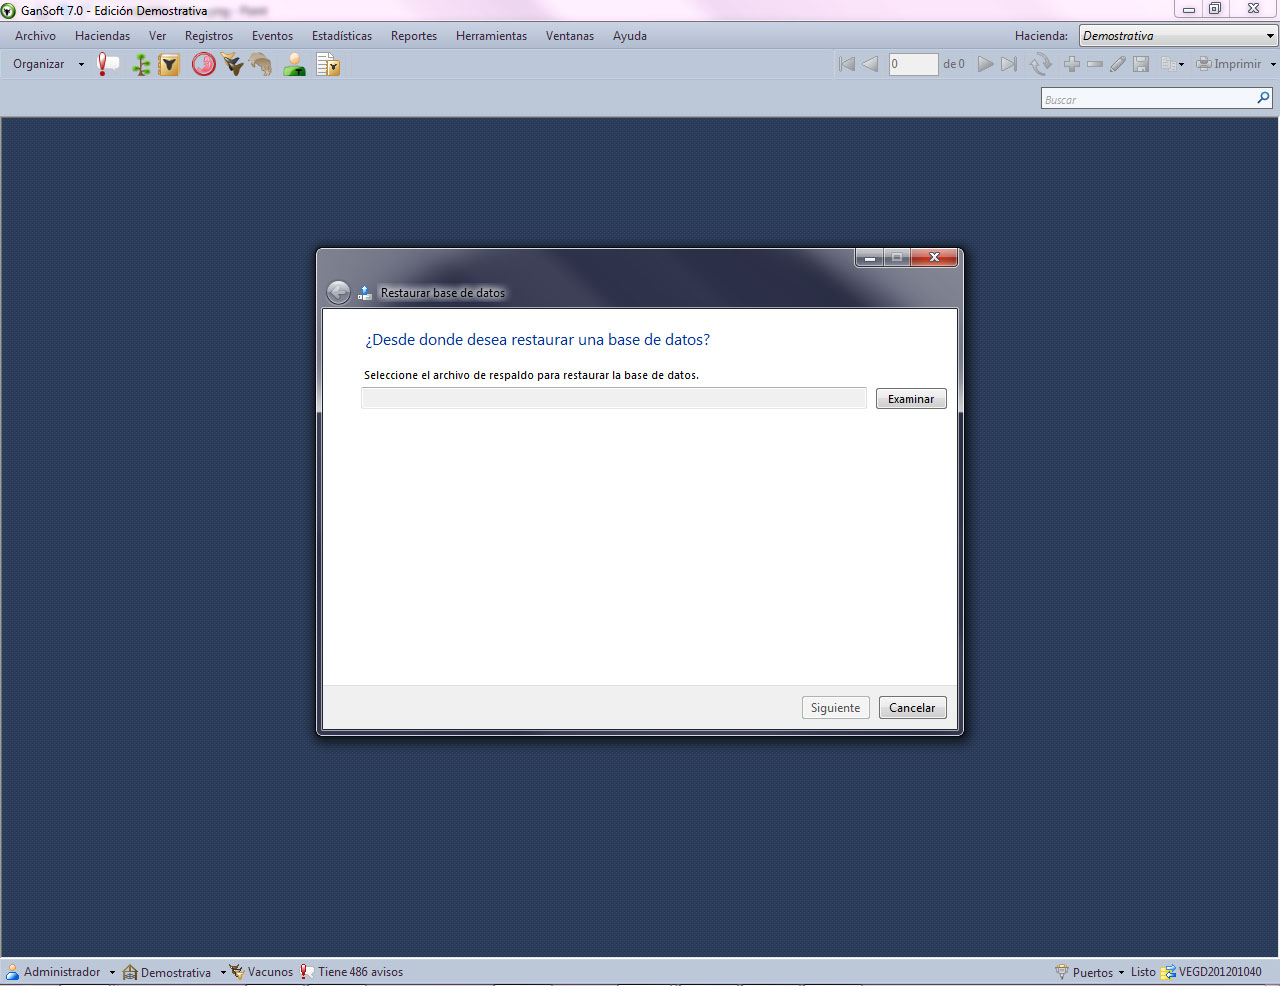 GanSoft 7.0 - Edición Demostrativa
Archivo Haciendas Ver Registros Eventos Estadísticas Reportes Herramientas Ventanas Ayuda Hacienda: Demostrativa
Organizar 0 de 0 Imprimir
Buscar
Restaurar base de datos
¿Desde donde desea restaurar una base de datos?
Seleccione el archivo de respaldo para restaurar la base de datos.
Examinar
Siguiente Cancelar
Administrador Demostrativa Vacunos Tiene 486 avisos Puertos Listo VEGD201201040